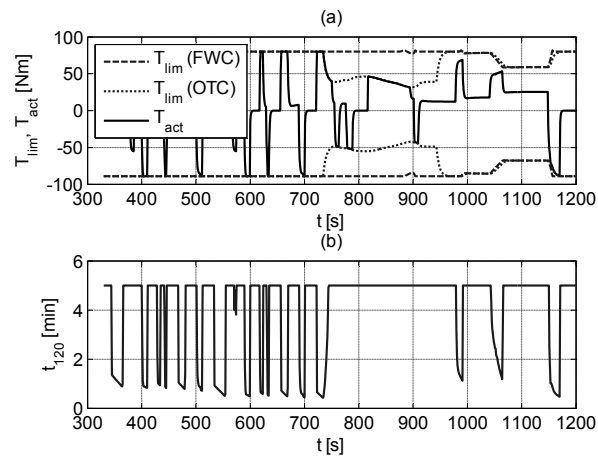 (a)
T_lim, T_act [Nm]
100
50
0
-50
-100
T_lim (FWC)
T_lim (OTC)
T_act
300 400 500 600 700 800 900 1000 1100 1200
t [s]
(b)
t_120 [min]
6
4
2
0
300 400 500 600 700 800 900 1000 1100 1200
t [s]